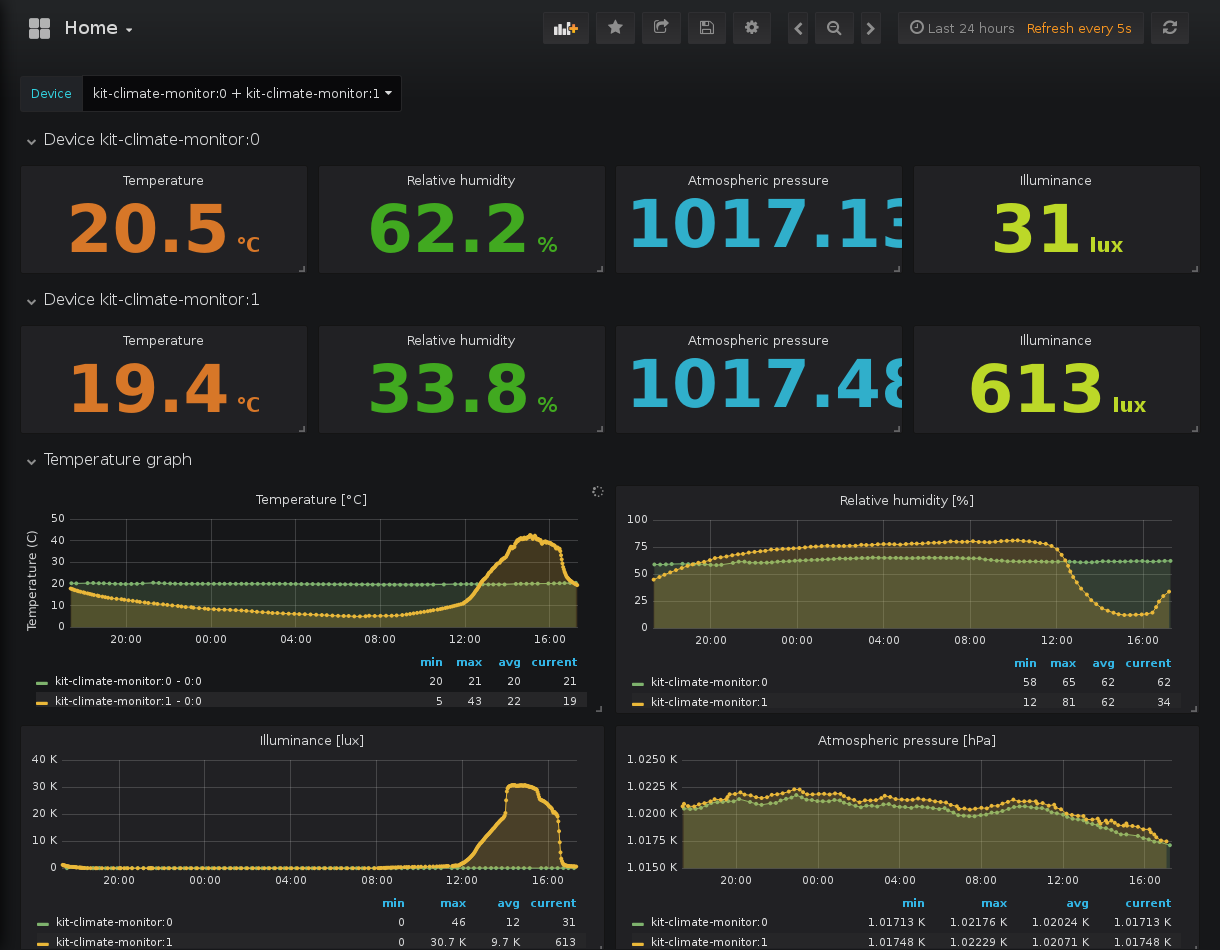 Home
Last 24 hours Refresh every 5s
Device kit-climate-monitor:0 + kit-climate-monitor:1
Device kit-climate-monitor:0
Temperature Relative humidity Atmospheric pressure Illuminance
20.5 °C 62.2 % 1017.13 31 lux
Device kit-climate-monitor:1
Temperature Relative humidity Atmospheric pressure Illuminance
19.4 °C 33.8 % 1017.48 613 lux
Temperature graph
Temperature [°C]
Temperature (C)
50
40
30
20
10
0
20:00 00:00 04:00 08:00 12:00 16:00
min max avg current
kit-climate-monitor:0 - 0:0 20 21 20 21
kit-climate-monitor:1 - 0:0 5 43 22 19
Relative humidity [%]
100
75
50
25
0
20:00 00:00 04:00 08:00 12:00 16:00
min max avg current
kit-climate-monitor:0 58 65 62 62
kit-climate-monitor:1 12 81 62 34
Illuminance [lux]
40 K
30 K
20 K
10 K
0
20:00 00:00 04:00 08:00 12:00 16:00
min max avg current
kit-climate-monitor:0 0 46 12 31
kit-climate-monitor:1 0 30.7 K 9.7 K 613
Atmospheric pressure [hPa]
1.0250 K
1.0225 K
1.0200 K
1.0175 K
1.0150 K
20:00 00:00 04:00 08:00 12:00 16:00
min max avg current
kit-climate-monitor:0 1.01713 K 1.02176 K 1.02024 K 1.01713 K
kit-climate-monitor:1 1.01748 K 1.02229 K 1.02071 K 1.01748 K